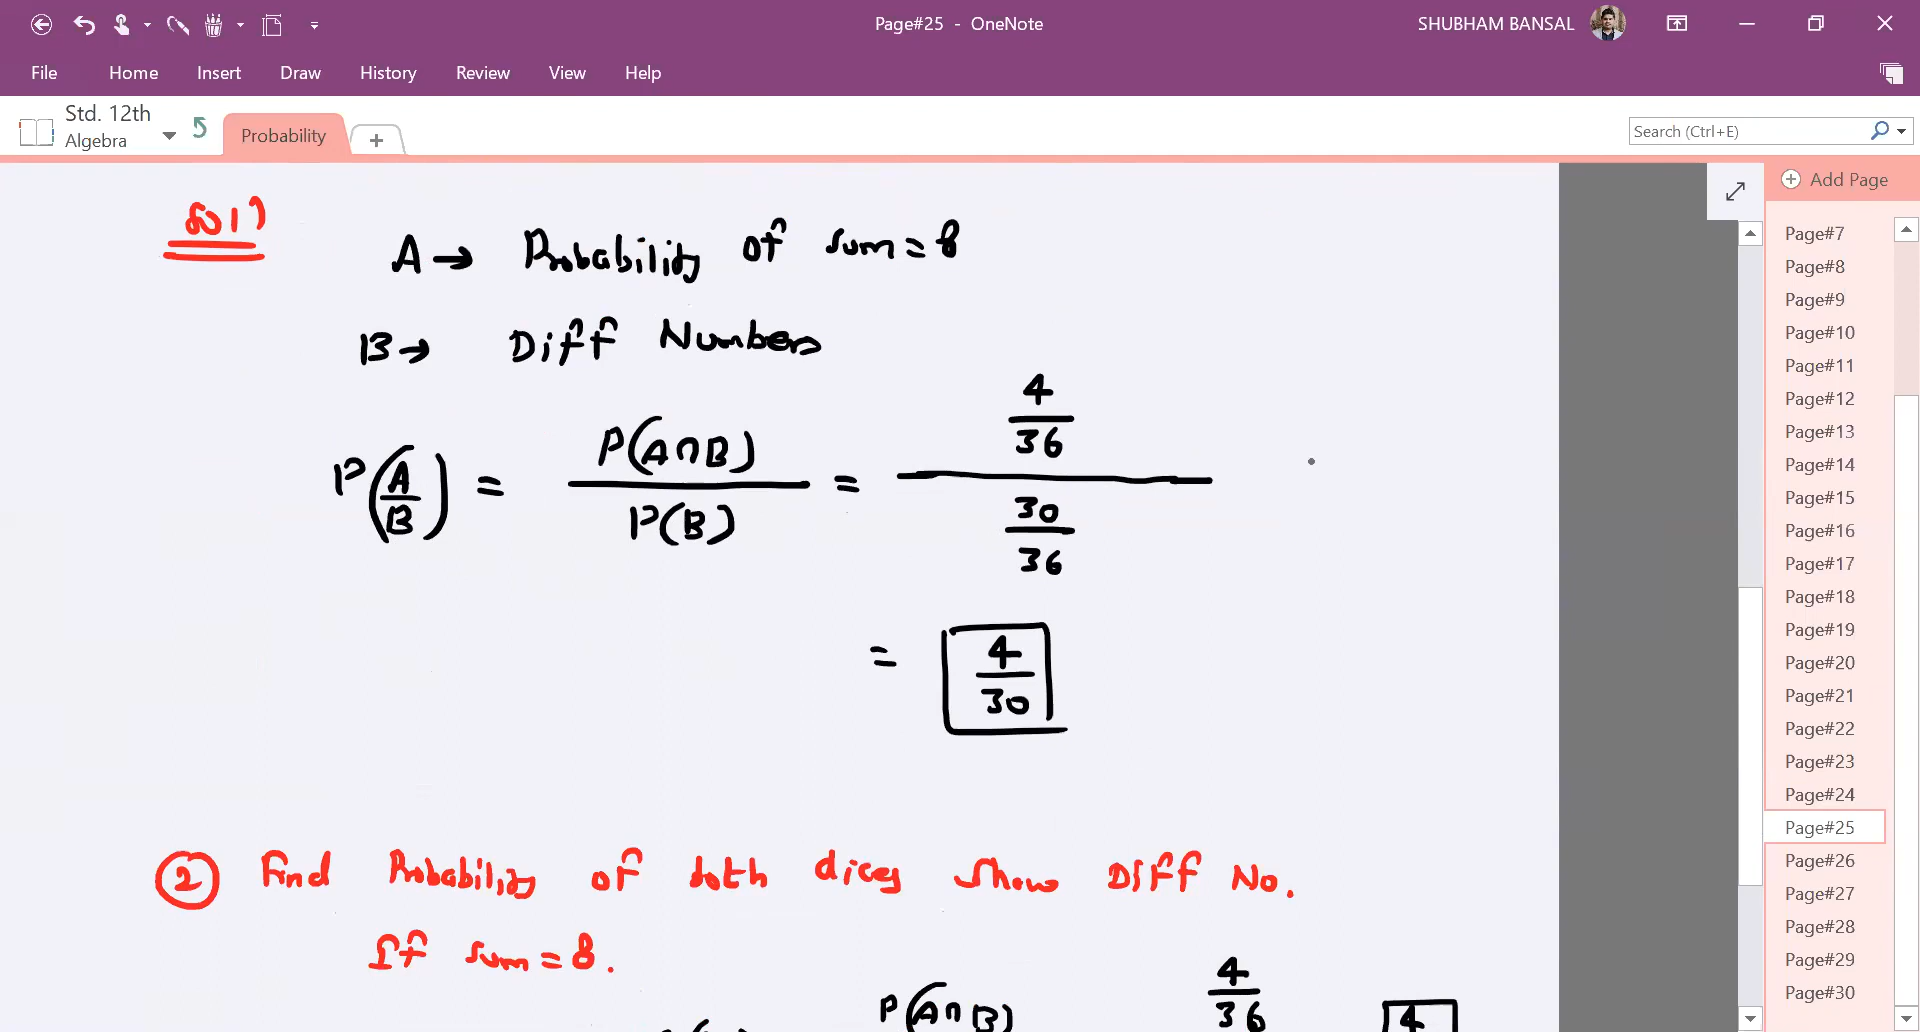 Page#25 - OneNote
SHUBHAM BANSAL
File Home Insert Draw History Review View Help
Std. 12th
Algebra
Probability
Search (Ctrl+E)
Add Page
Sol?
A → Probability of sum = 8
B → Diff Numbers
P(A/B) = P(A∩B) / P(B) = (4/36) / (30/36)
= 4/30
② Find Probability of both dices show Diff No.
If sum = 8.
P(A∩B)
4
36
4
Page#7
Page#8
Page#9
Page#10
Page#11
Page#12
Page#13
Page#14
Page#15
Page#16
Page#17
Page#18
Page#19
Page#20
Page#21
Page#22
Page#23
Page#24
Page#25
Page#26
Page#27
Page#28
Page#29
Page#30